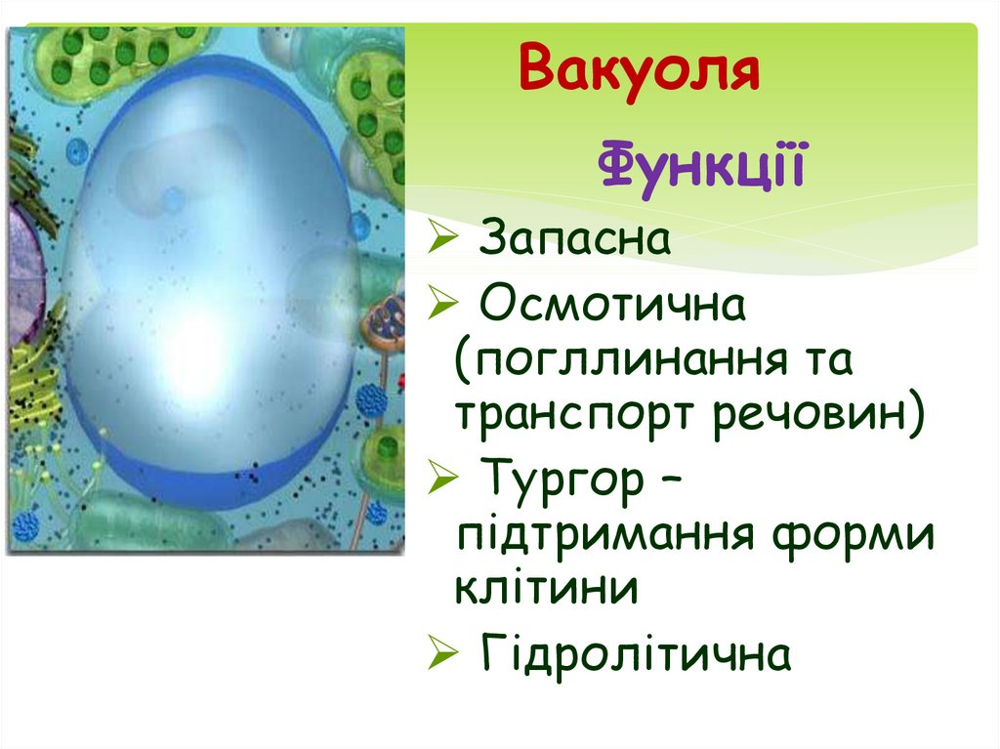 Вакуоля
Функції
Запасна
Осмотична
(погллинання та
транспорт речовин)
Тургор –
підтримання форми
клітини
Гідролітична